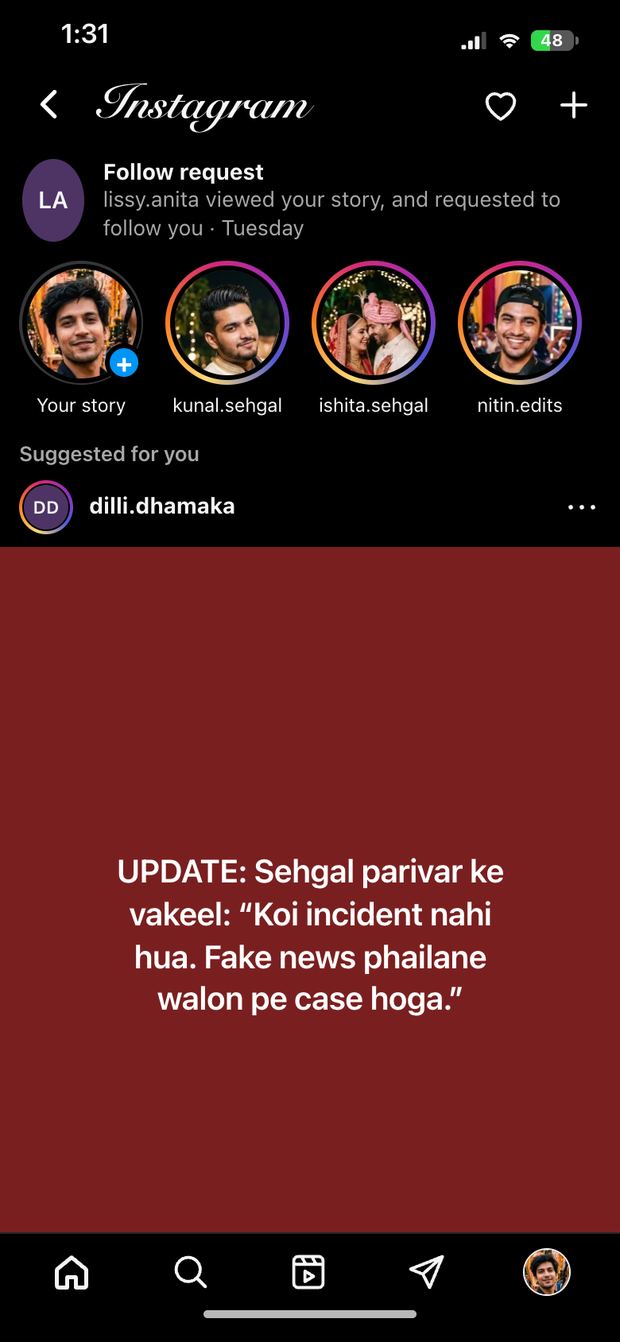 1:31
48
Instagram
LA
Follow request
lissy.anita viewed your story, and requested to
follow you · Tuesday
Your story
kunal.sehgal
ishita.sehgal
nitin.edits
Suggested for you
DD
dilli.dhamaka
UPDATE: Sehgal parivar ke
vakeel: “Koi incident nahi
hua. Fake news phailane
walon pe case hoga.”